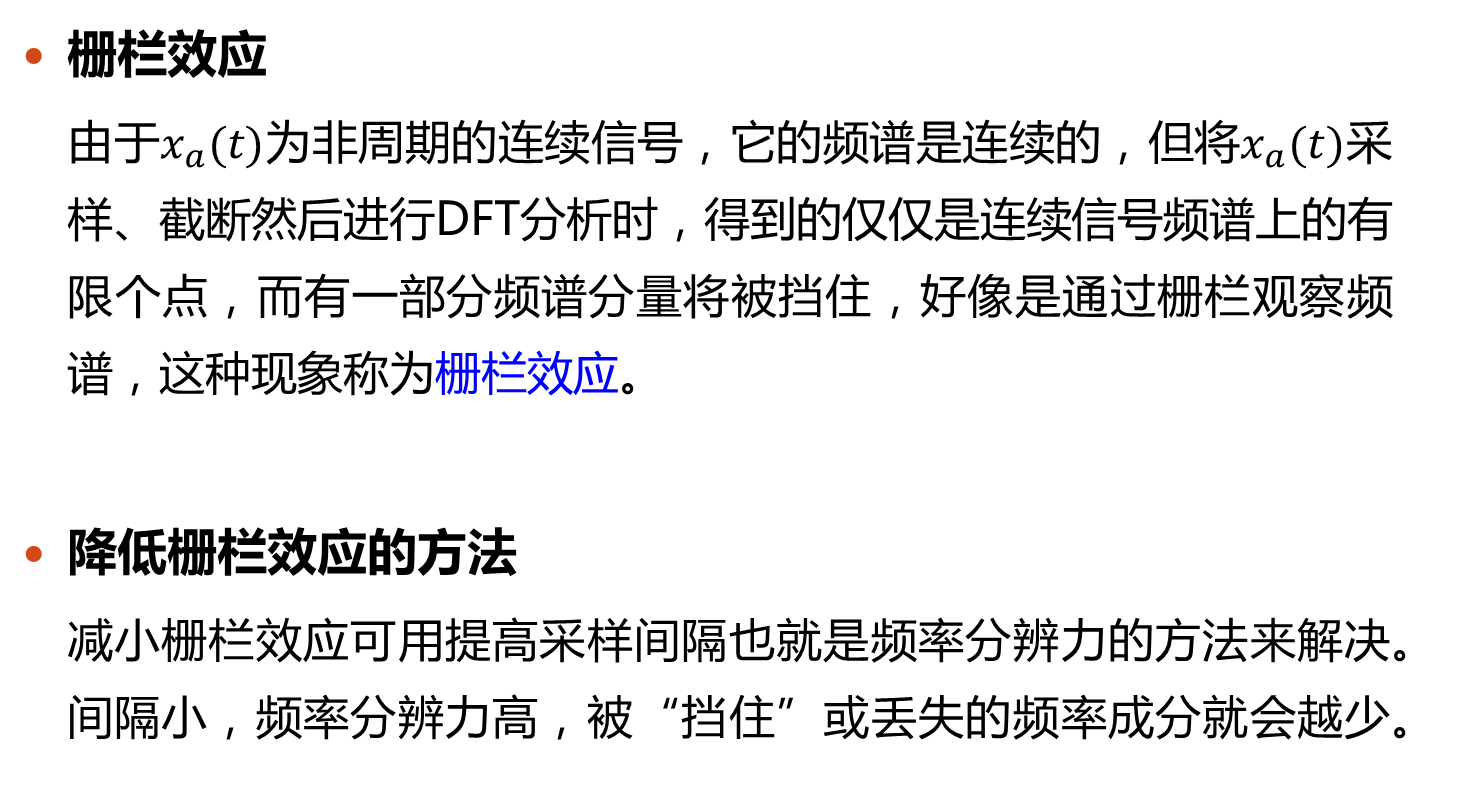 • 栅栏效应
由于𝑥ₐ(𝑡)为非周期的连续信号，它的频谱是连续的，但将𝑥ₐ(𝑡)采
样、截断然后进行DFT分析时，得到的仅仅是连续信号频谱上的有
限个点，而有一部分频谱分量将被挡住，好像是通过栅栏观察频
谱，这种现象称为栅栏效应。
• 降低栅栏效应的方法
减小栅栏效应可用提高采样间隔也就是频率分辨力的方法来解决。
间隔小，频率分辨力高，被“挡住”或丢失的频率成分就会越少。